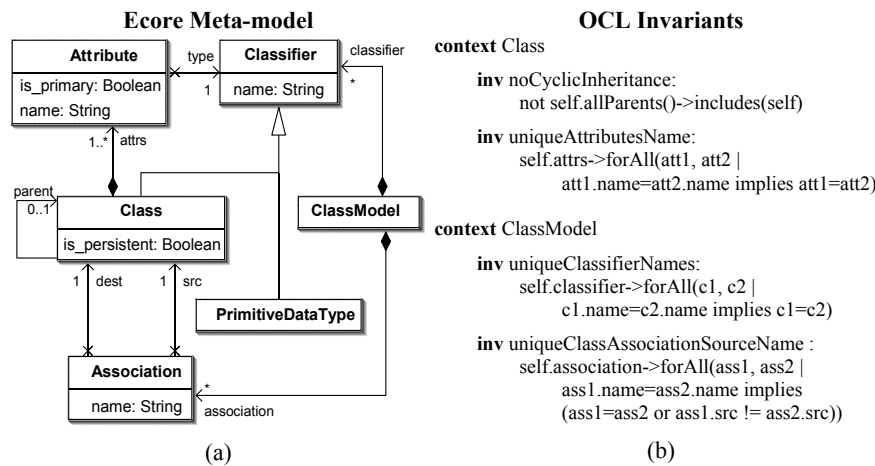 Ecore Meta-model
Attribute
is_primary: Boolean
name: String
type
1
Classifier
name: String
classifier
*
1..*
attrs
parent
0..1
Class
is_persistent: Boolean
ClassModel
1
dest
1
src
PrimitiveDataType
Association
name: String
*
association
(a)
OCL Invariants
context Class
inv noCyclicInheritance:
not self.allParents()->includes(self)
inv uniqueAttributesName:
self.attrs->forAll(att1, att2 |
att1.name=att2.name implies att1=att2)
context ClassModel
inv uniqueClassifierNames:
self.classifier->forAll(c1, c2 |
c1.name=c2.name implies c1=c2)
inv uniqueClassAssociationSourceName :
self.association->forAll(ass1, ass2 |
ass1.name=ass2.name implies
(ass1=ass2 or ass1.src != ass2.src))
(b)